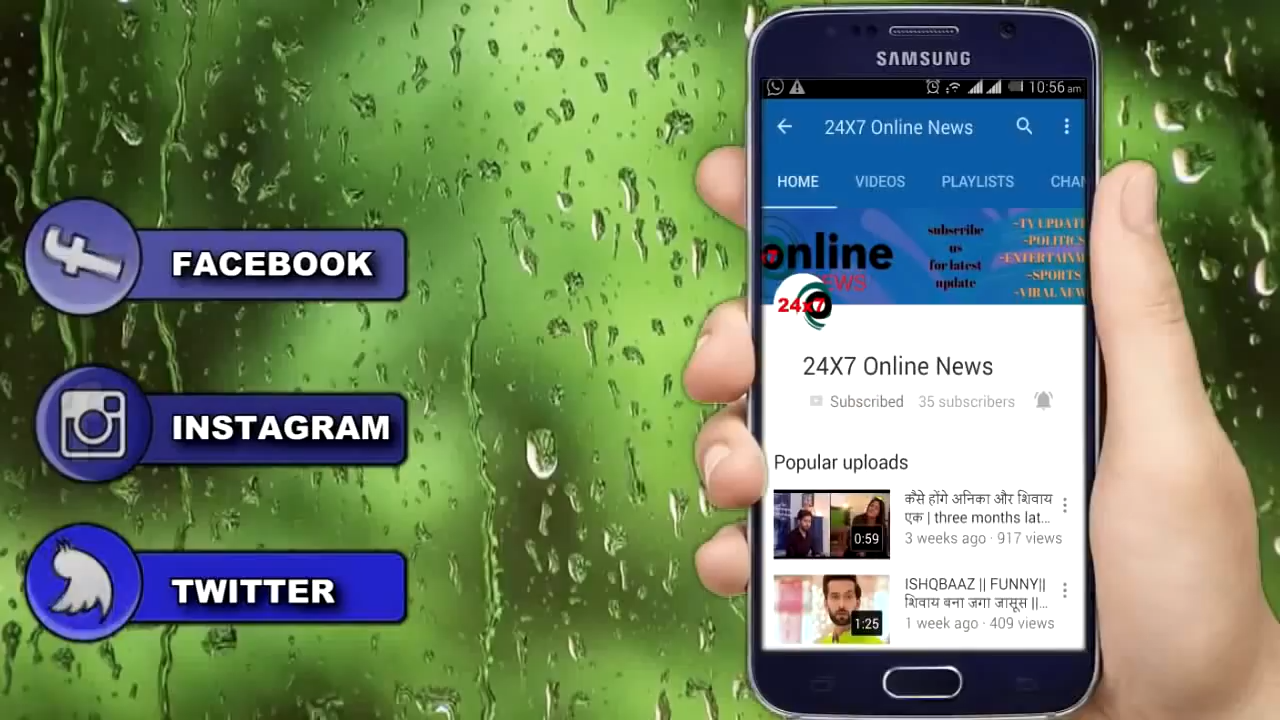 FACEBOOK
INSTAGRAM
TWITTER
SAMSUNG
10:56 am
24X7 Online News
HOME VIDEOS PLAYLISTS CHAN
online
NEWS
subscribe
us
for latest
update
~TV UPDATE
~POLITICS
~ENTERTAINM
~SPORTS
~VIRAL NEW
24x7
24X7 Online News
Subscribed 35 subscribers
Popular uploads
कैसे होंगे अनिका और शिवाय
एक | three months lat...
3 weeks ago · 917 views
0:59
ISHQBAAZ || FUNNY||
शिवाय बना जगा जासूस ||...
1 week ago · 409 views
1:25